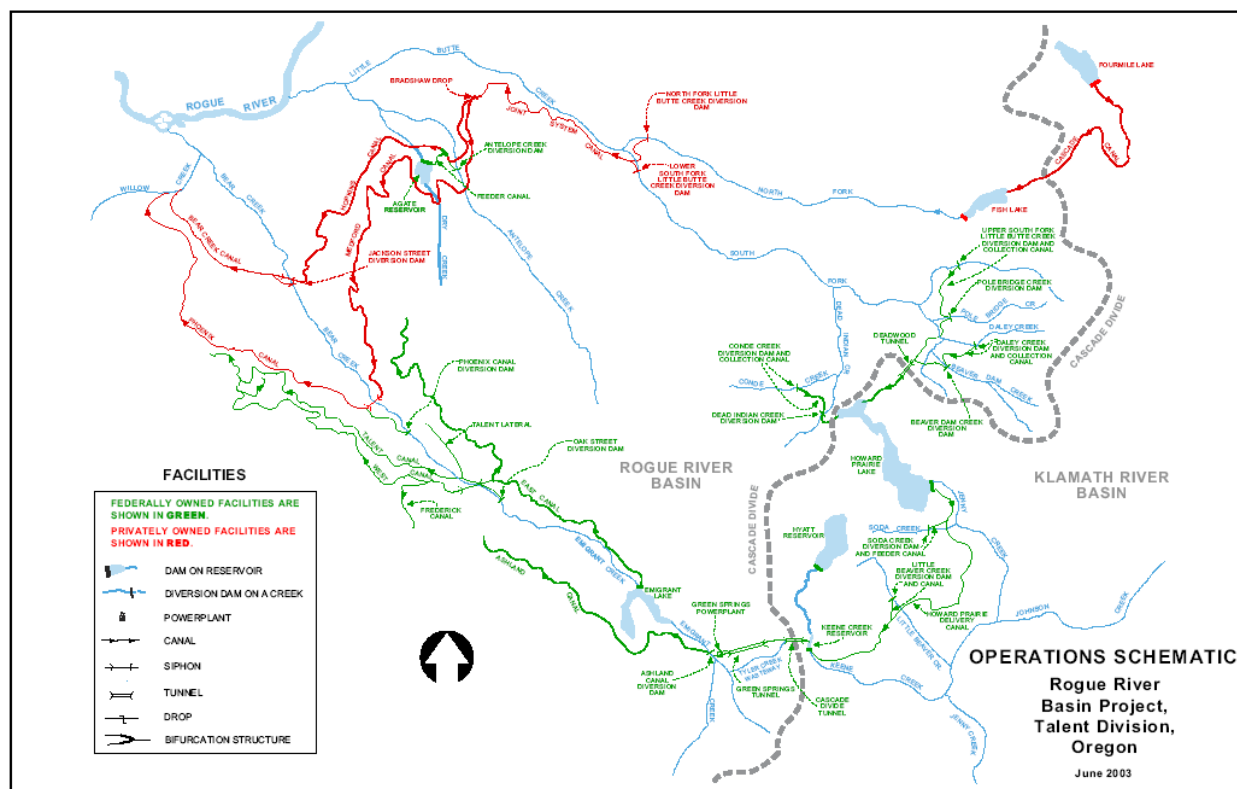 FOURMILE LAKE
LITTLE
BUTTE
CREEK
BRADSHAW DROP
ROGUE
RIVER
NORTH FORK LITTLE
BUTTE CREEK DIVERSION
DAM
JOINT
SYSTEM
CANAL
CASCADE
CANAL
ANTELOPE CREEK
DIVERSION DAM
LOWER
SOUTH FORK
LITTLE BUTTE
CREEK DIVERSION
DAM
HOPKINS
CANAL
MEDFORD
CANAL
FEEDER CANAL
AGATE
RESERVOIR
WILLOW
CREEK
BEAR
CREEK
NORTH
FORK
FISH LAKE
DRY
CREEK
ANTELOPE
CREEK
BEAR CREEK CANAL
JACKSON STREET
DIVERSION DAM
SOUTH
FORK
UPPER SOUTH FORK
LITTLE BUTTE CREEK
DIVERSION DAM AND
COLLECTION CANAL
POLE BRIDGE CREEK
DIVERSION DAM
POLE
BRIDGE
CR
DALEY CREEK
DALEY CREEK
DIVERSION DAM
AND COLLECTION
CANAL
CASCADE DIVIDE
DEAD
INDIAN
CR
DEADWOOD
TUNNEL
BEAVER DAM
CREEK
PHOENIX
CANAL
BEAR
CREEK
PHOENIX CANAL
DIVERSION DAM
CONDE CREEK
DIVERSION DAM AND
COLLECTION CANAL
CONDE
CREEK
DEAD INDIAN CREEK
DIVERSION DAM
BEAVER DAM CREEK
DIVERSION
DAM
TALENT LATERAL
OAK STREET
DIVERSION DAM
TALENT
CANAL
WEST
CANAL
EAST CANAL
FREDERICK
CANAL
HOWARD
PRAIRIE
LAKE
ROGUE RIVER
BASIN
KLAMATH RIVER
BASIN
CASCADE DIVIDE
FACILITIES
FEDERALLY OWNED FACILITIES ARE
SHOWN IN GREEN.
PRIVATELY OWNED FACILITIES ARE
SHOWN IN RED.
DAM ON RESERVOIR
DIVERSION DAM ON A CREEK
POWERPLANT
CANAL
SIPHON
TUNNEL
DROP
BIFURCATION STRUCTURE
JENNY
CREEK
HYATT
RESERVOIR
SODA CREEK
SODA CREEK
DIVERSION DAM
AND FEEDER CANAL
LITTLE
BEAVER CREEK
DIVERSION DAM
AND CANAL
ASHLAND
CANAL
EMIGRANT CREEK
EMIGRANT
LAKE
GREEN SPRINGS
POWERPLANT
EMIGRANT
KEENE CREEK
RESERVOIR
HOWARD PRAIRIE
DELIVERY
CANAL
JOHNSON
CREEK
LITTLE BEAVER CR
TYLER CREEK
WASTEWAY
KEENE
CREEK
ASHLAND
CANAL
DIVERSION
DAM
GREEN SPRINGS
TUNNEL
CASCADE
DIVIDE
TUNNEL
CREEK
JENNY CREEK
OPERATIONS SCHEMATIC
Rogue River
Basin Project,
Talent Division,
Oregon
June 2003